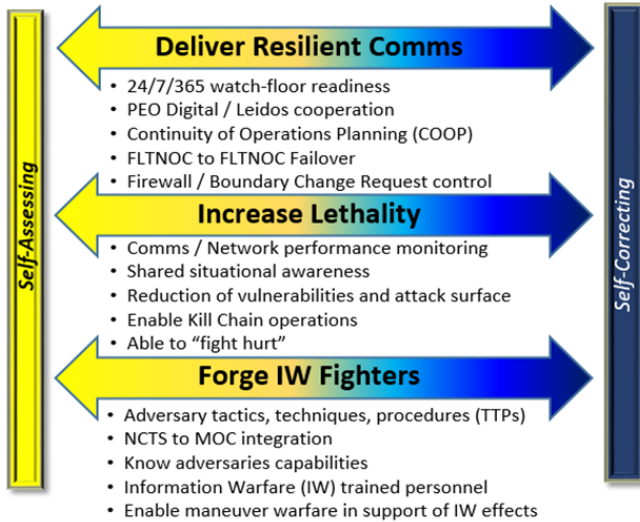 Deliver Resilient Comms
• 24/7/365 watch-floor readiness
• PEO Digital / Leidos cooperation
• Continuity of Operations Planning (COOP)
• FLTNOC to FLTNOC Failover
• Firewall / Boundary Change Request control
Self-Assessing
Increase Lethality
Self-Correcting
• Comms / Network performance monitoring
• Shared situational awareness
• Reduction of vulnerabilities and attack surface
• Enable Kill Chain operations
• Able to “fight hurt”
Forge IW Fighters
• Adversary tactics, techniques, procedures (TTPs)
• NCTS to MOC integration
• Know adversaries capabilities
• Information Warfare (IW) trained personnel
• Enable maneuver warfare in support of IW effects